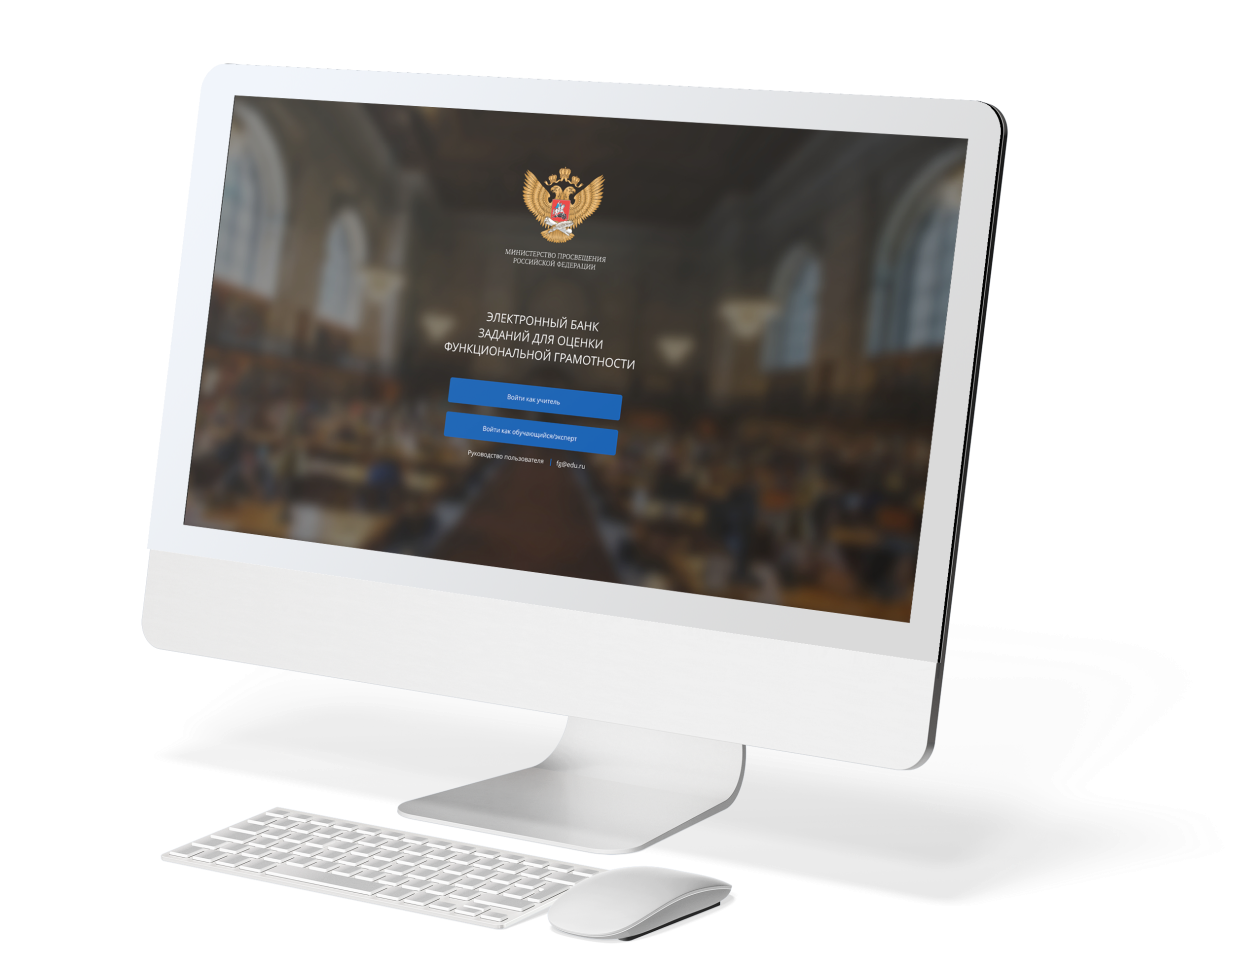 МИНИСТЕРСТВО ПРОСВЕЩЕНИЯ
РОССИЙСКОЙ ФЕДЕРАЦИИ
ЭЛЕКТРОННЫЙ БАНК
ЗАДАНИЙ ДЛЯ ОЦЕНКИ
ФУНКЦИОНАЛЬНОЙ ГРАМОТНОСТИ
Войти как учитель
Войти как обучающийся/эксперт
Руководство пользователя | fg@edu.ru